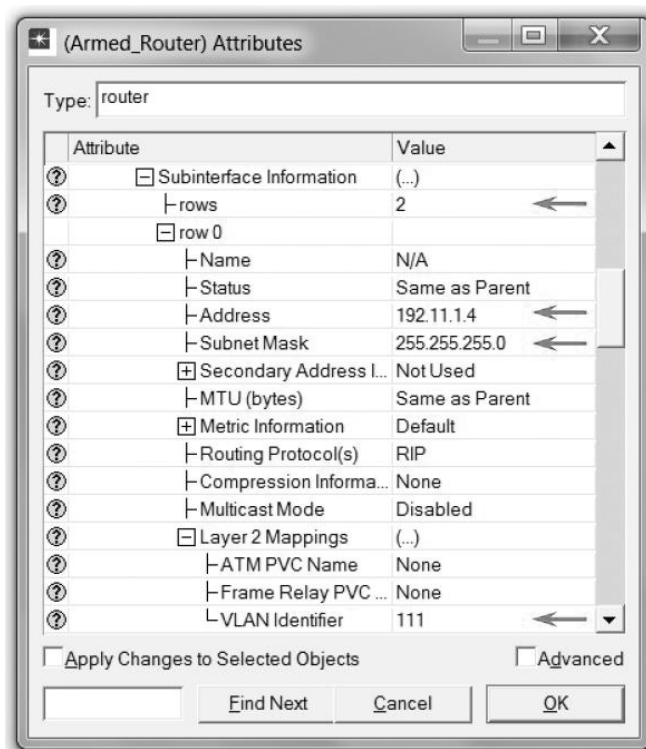 (Armed_Router) Attributes
Type: router
Attribute Value
Subinterface Information (...)
rows 2
row 0
Name N/A
Status Same as Parent
Address 192.11.1.4
Subnet Mask 255.255.255.0
Secondary Address I... Not Used
MTU (bytes) Same as Parent
Metric Information Default
Routing Protocol(s) RIP
Compression Informa... None
Multicast Mode Disabled
Layer 2 Mappings (...)
ATM PVC Name None
Frame Relay PVC ... None
VLAN Identifier 111
Apply Changes to Selected Objects Advanced
Find Next Cancel OK